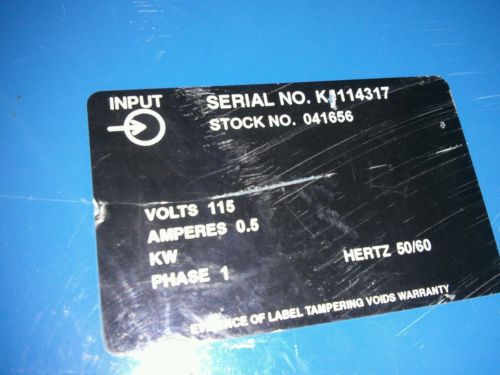 INPUT
SERIAL NO. KJ114317
STOCK NO. 041656
VOLTS 115
AMPERES 0.5
KW
HERTZ 50/60
PHASE 1
EVIDENCE OF LABEL TAMPERING VOIDS WARRANTY